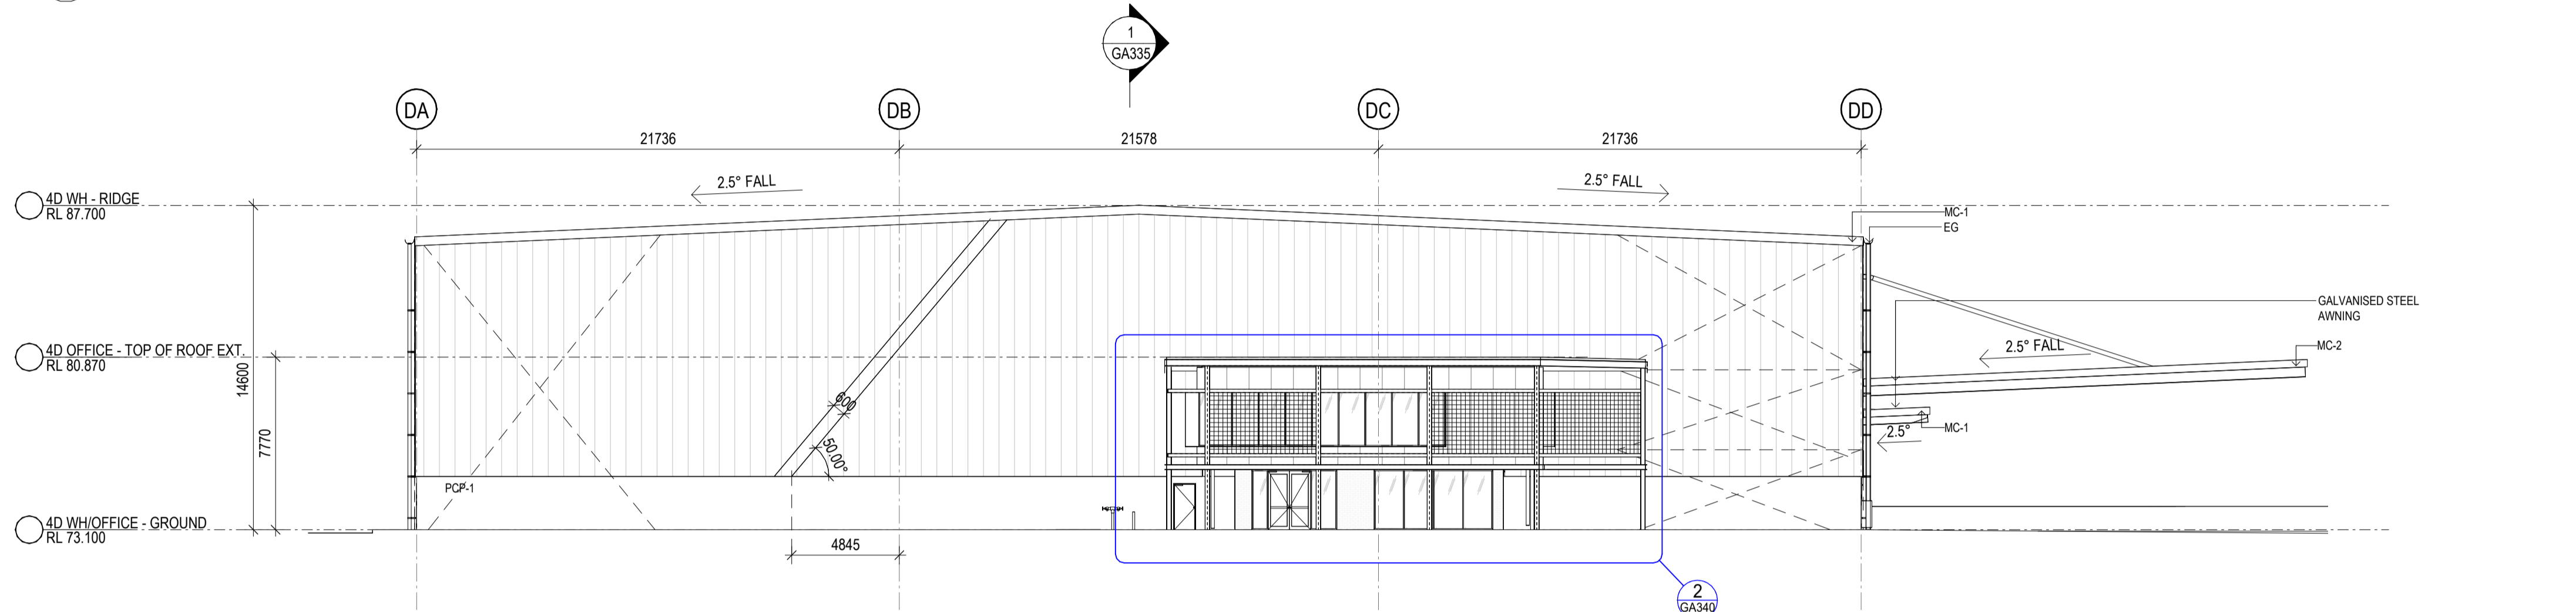 1
GA335
DA
DB
DC
DD
21736
21578
21736
2.5° FALL
2.5° FALL
4D WH - RIDGE
RL 87.700
MC-1
EG
GALVANISED STEEL
AWNING
2.5° FALL
MC-2
4D OFFICE - TOP OF ROOF EXT.
RL 80.870
14600
7770
600
50.00°
MC-1
2.5°
PCP-1
4D WH/OFFICE - GROUND
RL 73.100
4845
2
GA340